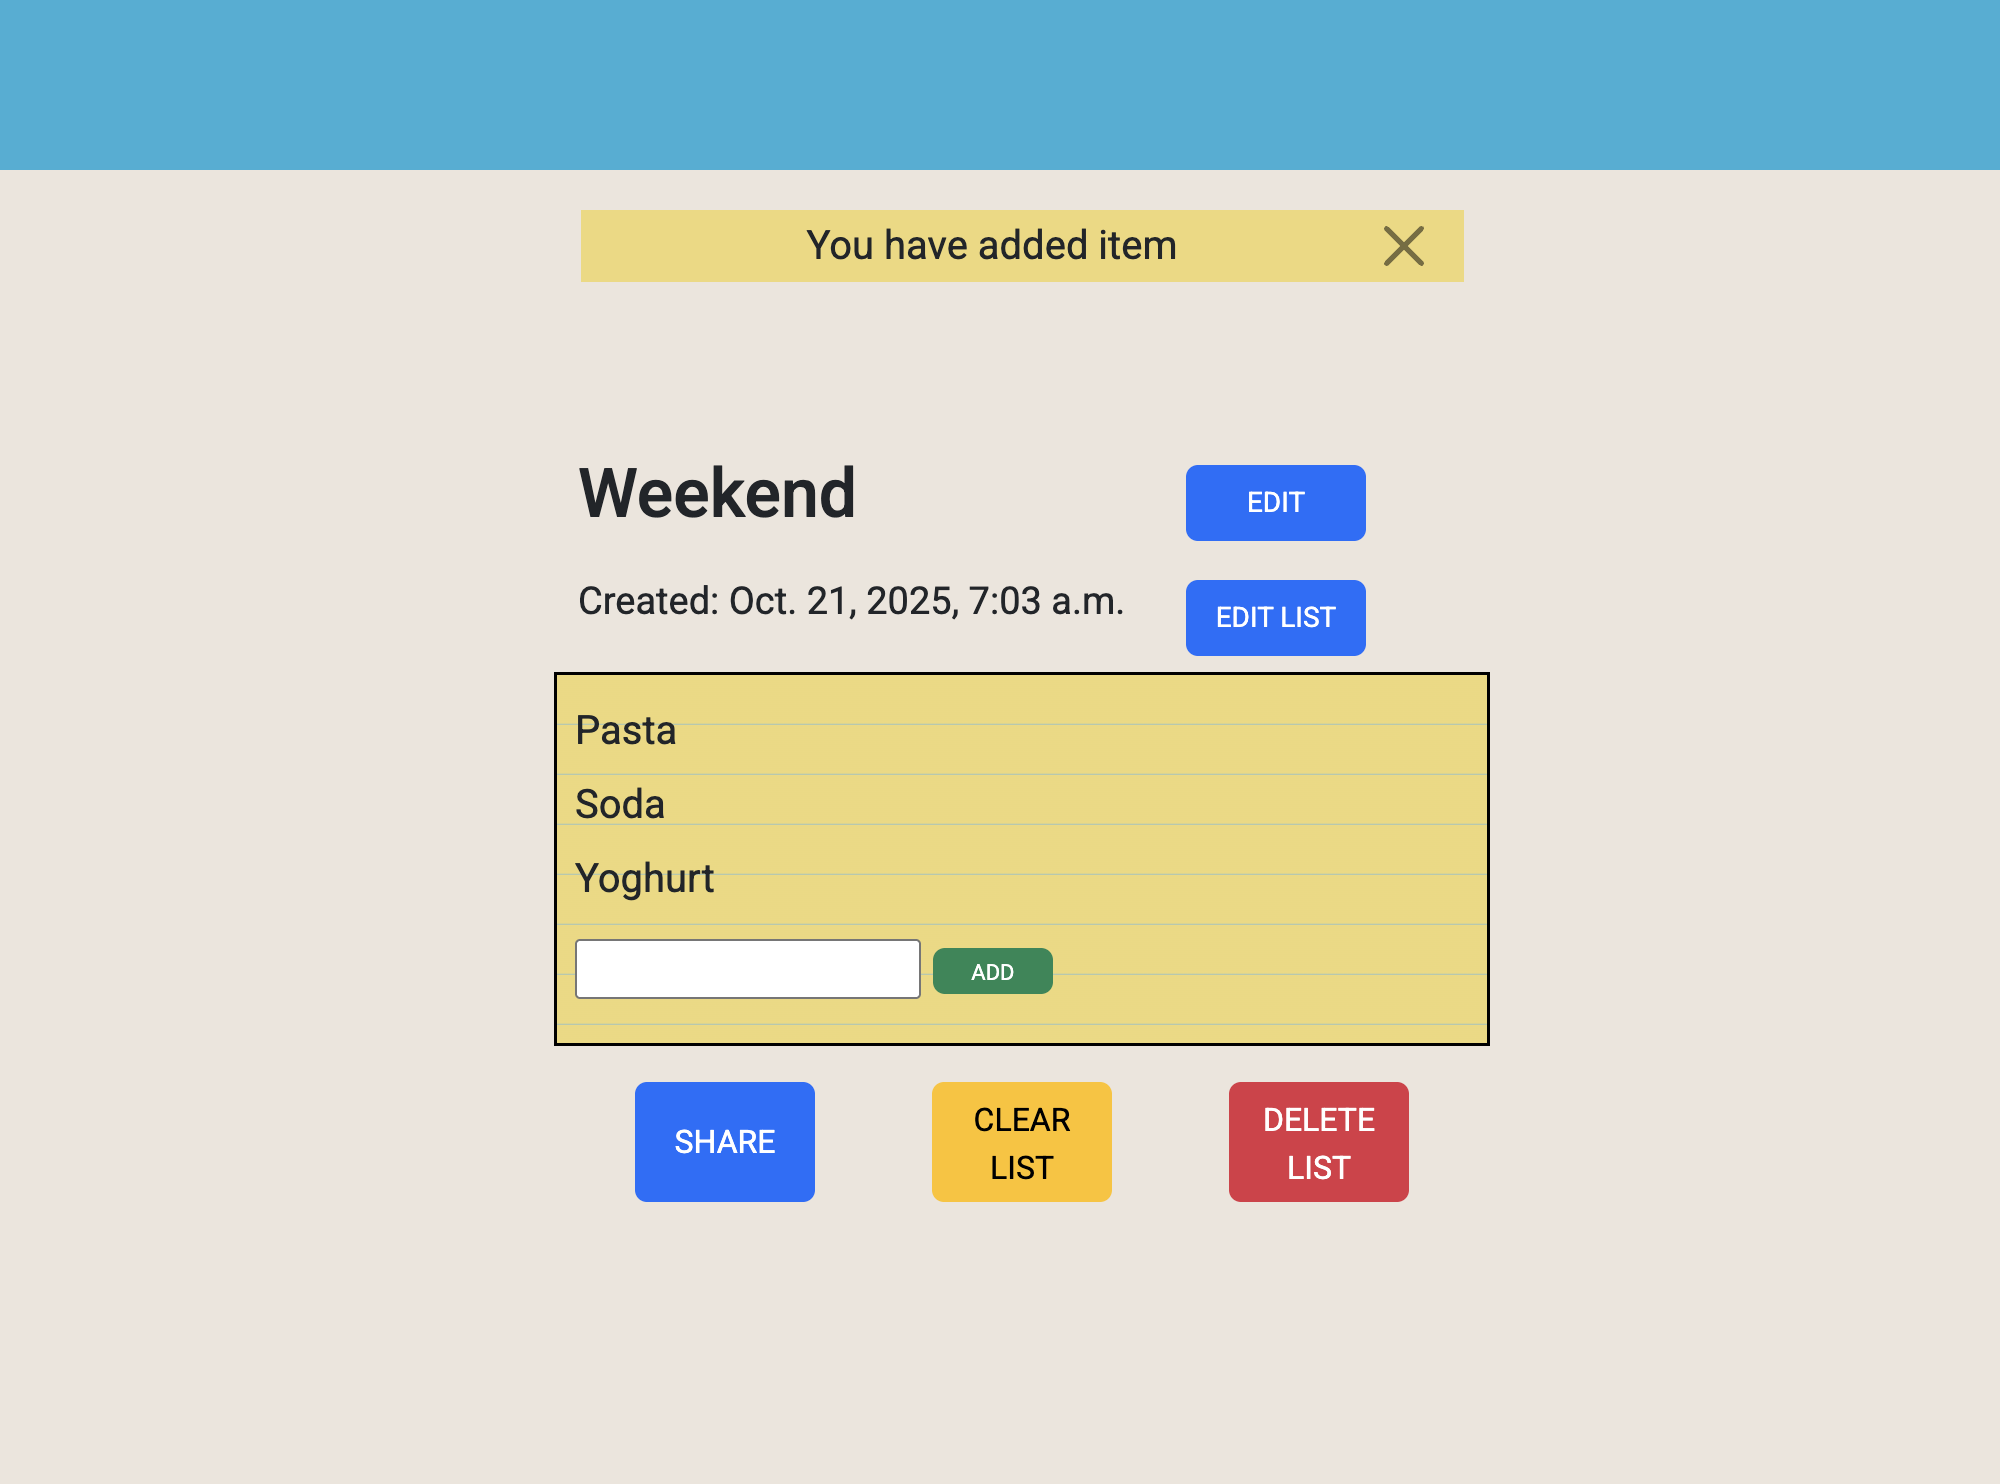 You have added item
Weekend
EDIT
Created: Oct. 21, 2025, 7:03 a.m.
EDIT LIST
Pasta
Soda
Yoghurt
ADD
SHARE
CLEAR
LIST
DELETE
LIST